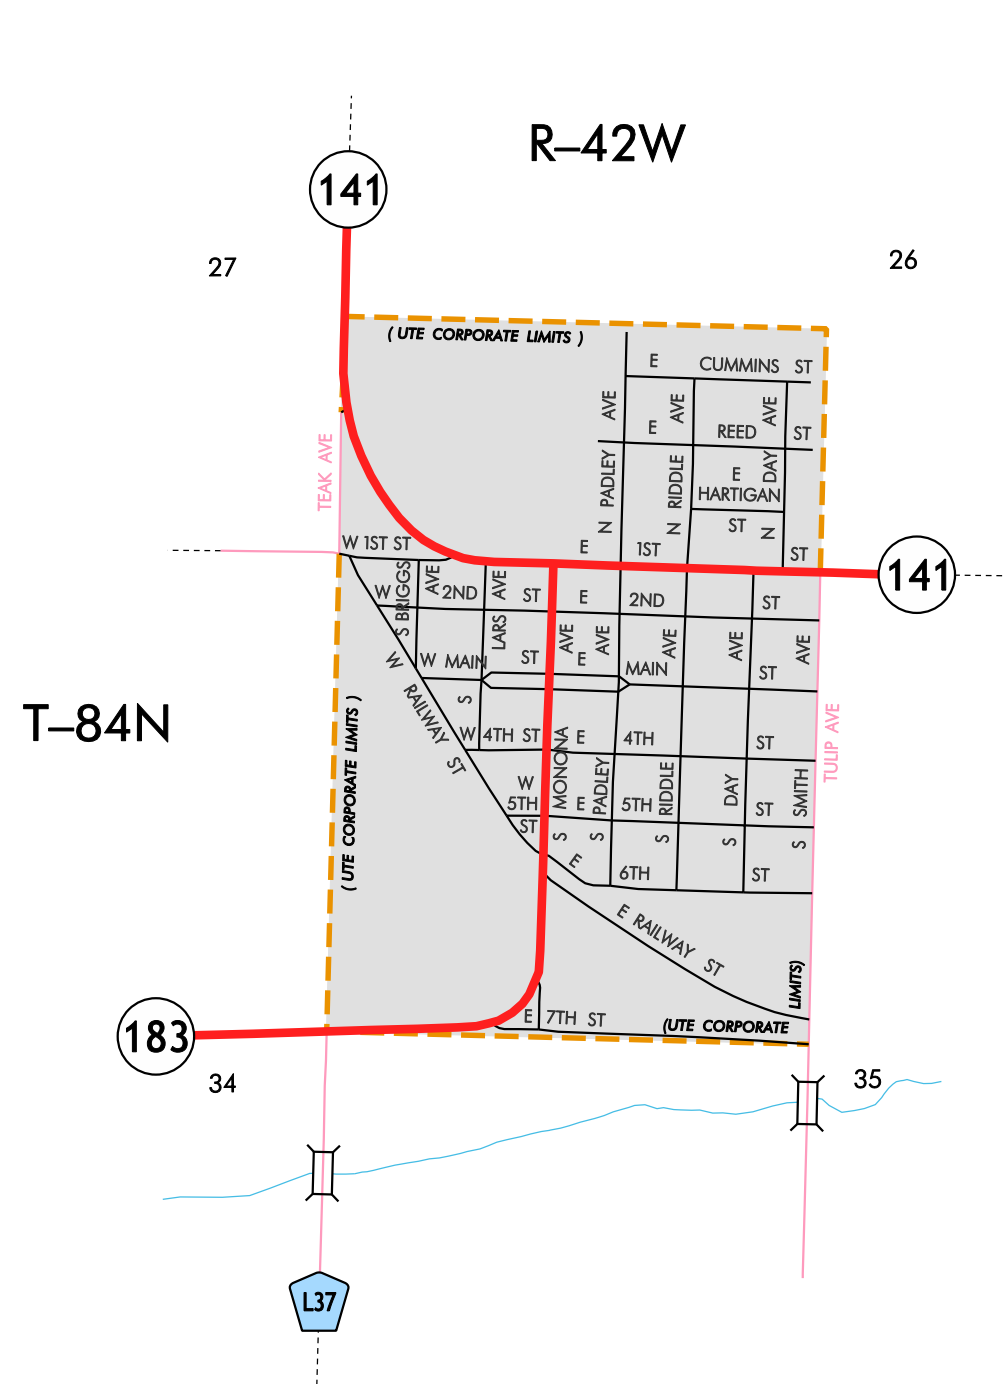 R–42W
141
27
26
( UTE CORPORATE LIMITS )
E CUMMINS ST
N PADLEY AVE
N RIDDLE AVE
N DAY AVE
E REED ST
TEAK AVE
E HARTIGAN ST
W 1ST ST
E 1ST ST
141
S BRIGGS AVE
W 2ND ST
E 2ND ST
S LARS AVE
S MONONA AVE
S PADLEY AVE
S RIDDLE AVE
S DAY AVE
S SMITH AVE
W MAIN ST
E MAIN ST
W RAILWAY ST
T–84N
( UTE CORPORATE LIMITS )
TULIP AVE
W 4TH ST
E 4TH ST
W 5TH ST
E 5TH ST
E 6TH ST
E RAILWAY ST
(UTE CORPORATE LIMITS)
E 7TH ST
183
34
35
L37